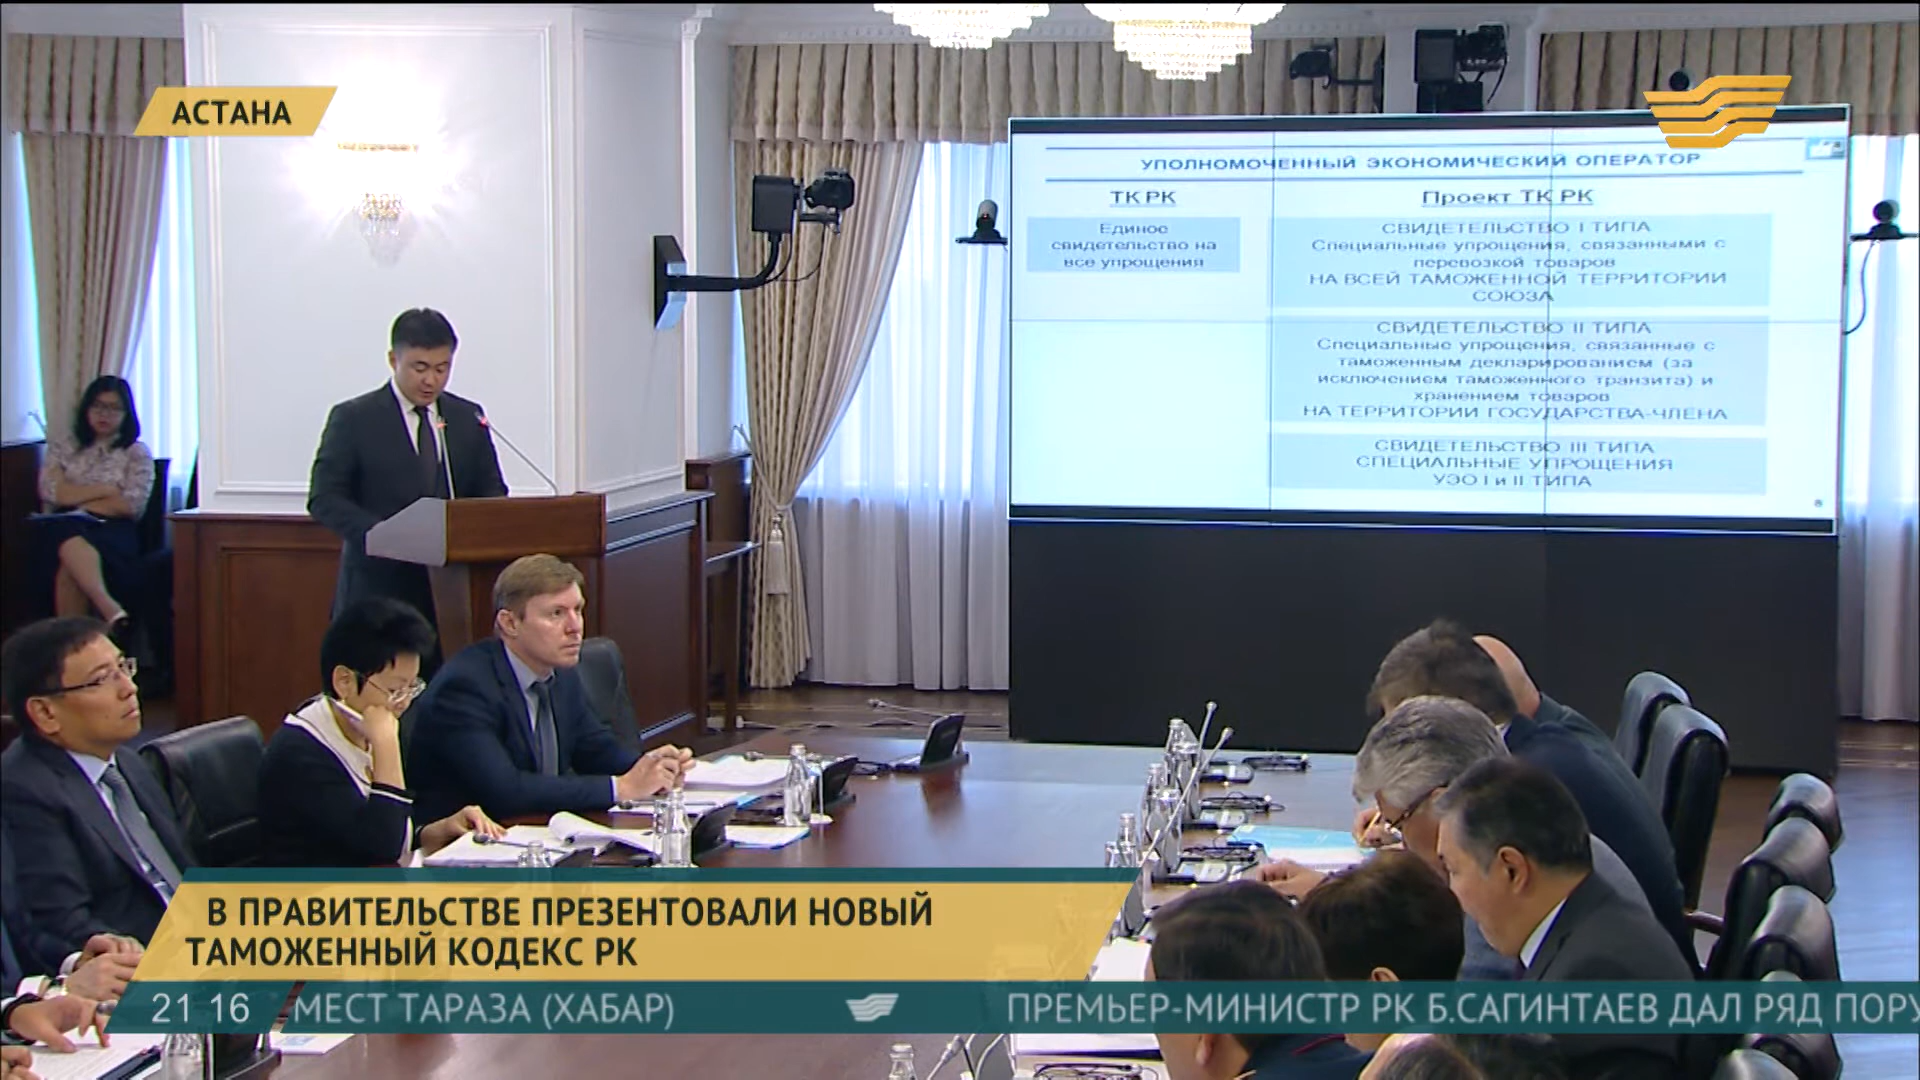 АСТАНА
УПОЛНОМОЧЕННЫЙ ЭКОНОМИЧЕСКИЙ ОПЕРАТОР
ТК РК
Единое
свидетельство на
все упрощения
Проект ТК РК
СВИДЕТЕЛЬСТВО I ТИПА
Специальные упрощения, связанными с
перевозкой товаров
НА ВСЕЙ ТАМОЖЕННОЙ ТЕРРИТОРИИ
СОЮЗА
СВИДЕТЕЛЬСТВО II ТИПА
Специальные упрощения, связанные с
таможенным декларированием (за
исключением таможенного транзита) и
хранением товаров
НА ТЕРРИТОРИИ ГОСУДАРСТВА-ЧЛЕНА
СВИДЕТЕЛЬСТВО III ТИПА
СПЕЦИАЛЬНЫЕ УПРОЩЕНИЯ
УЭО I и II ТИПА
8
В ПРАВИТЕЛЬСТВЕ ПРЕЗЕНТОВАЛИ НОВЫЙ
ТАМОЖЕННЫЙ КОДЕКС РК
21 16 МЕСТ ТАРАЗА (ХАБАР) ПРЕМЬЕР-МИНИСТР РК Б.САГИНТАЕВ ДАЛ РЯД ПОРУ